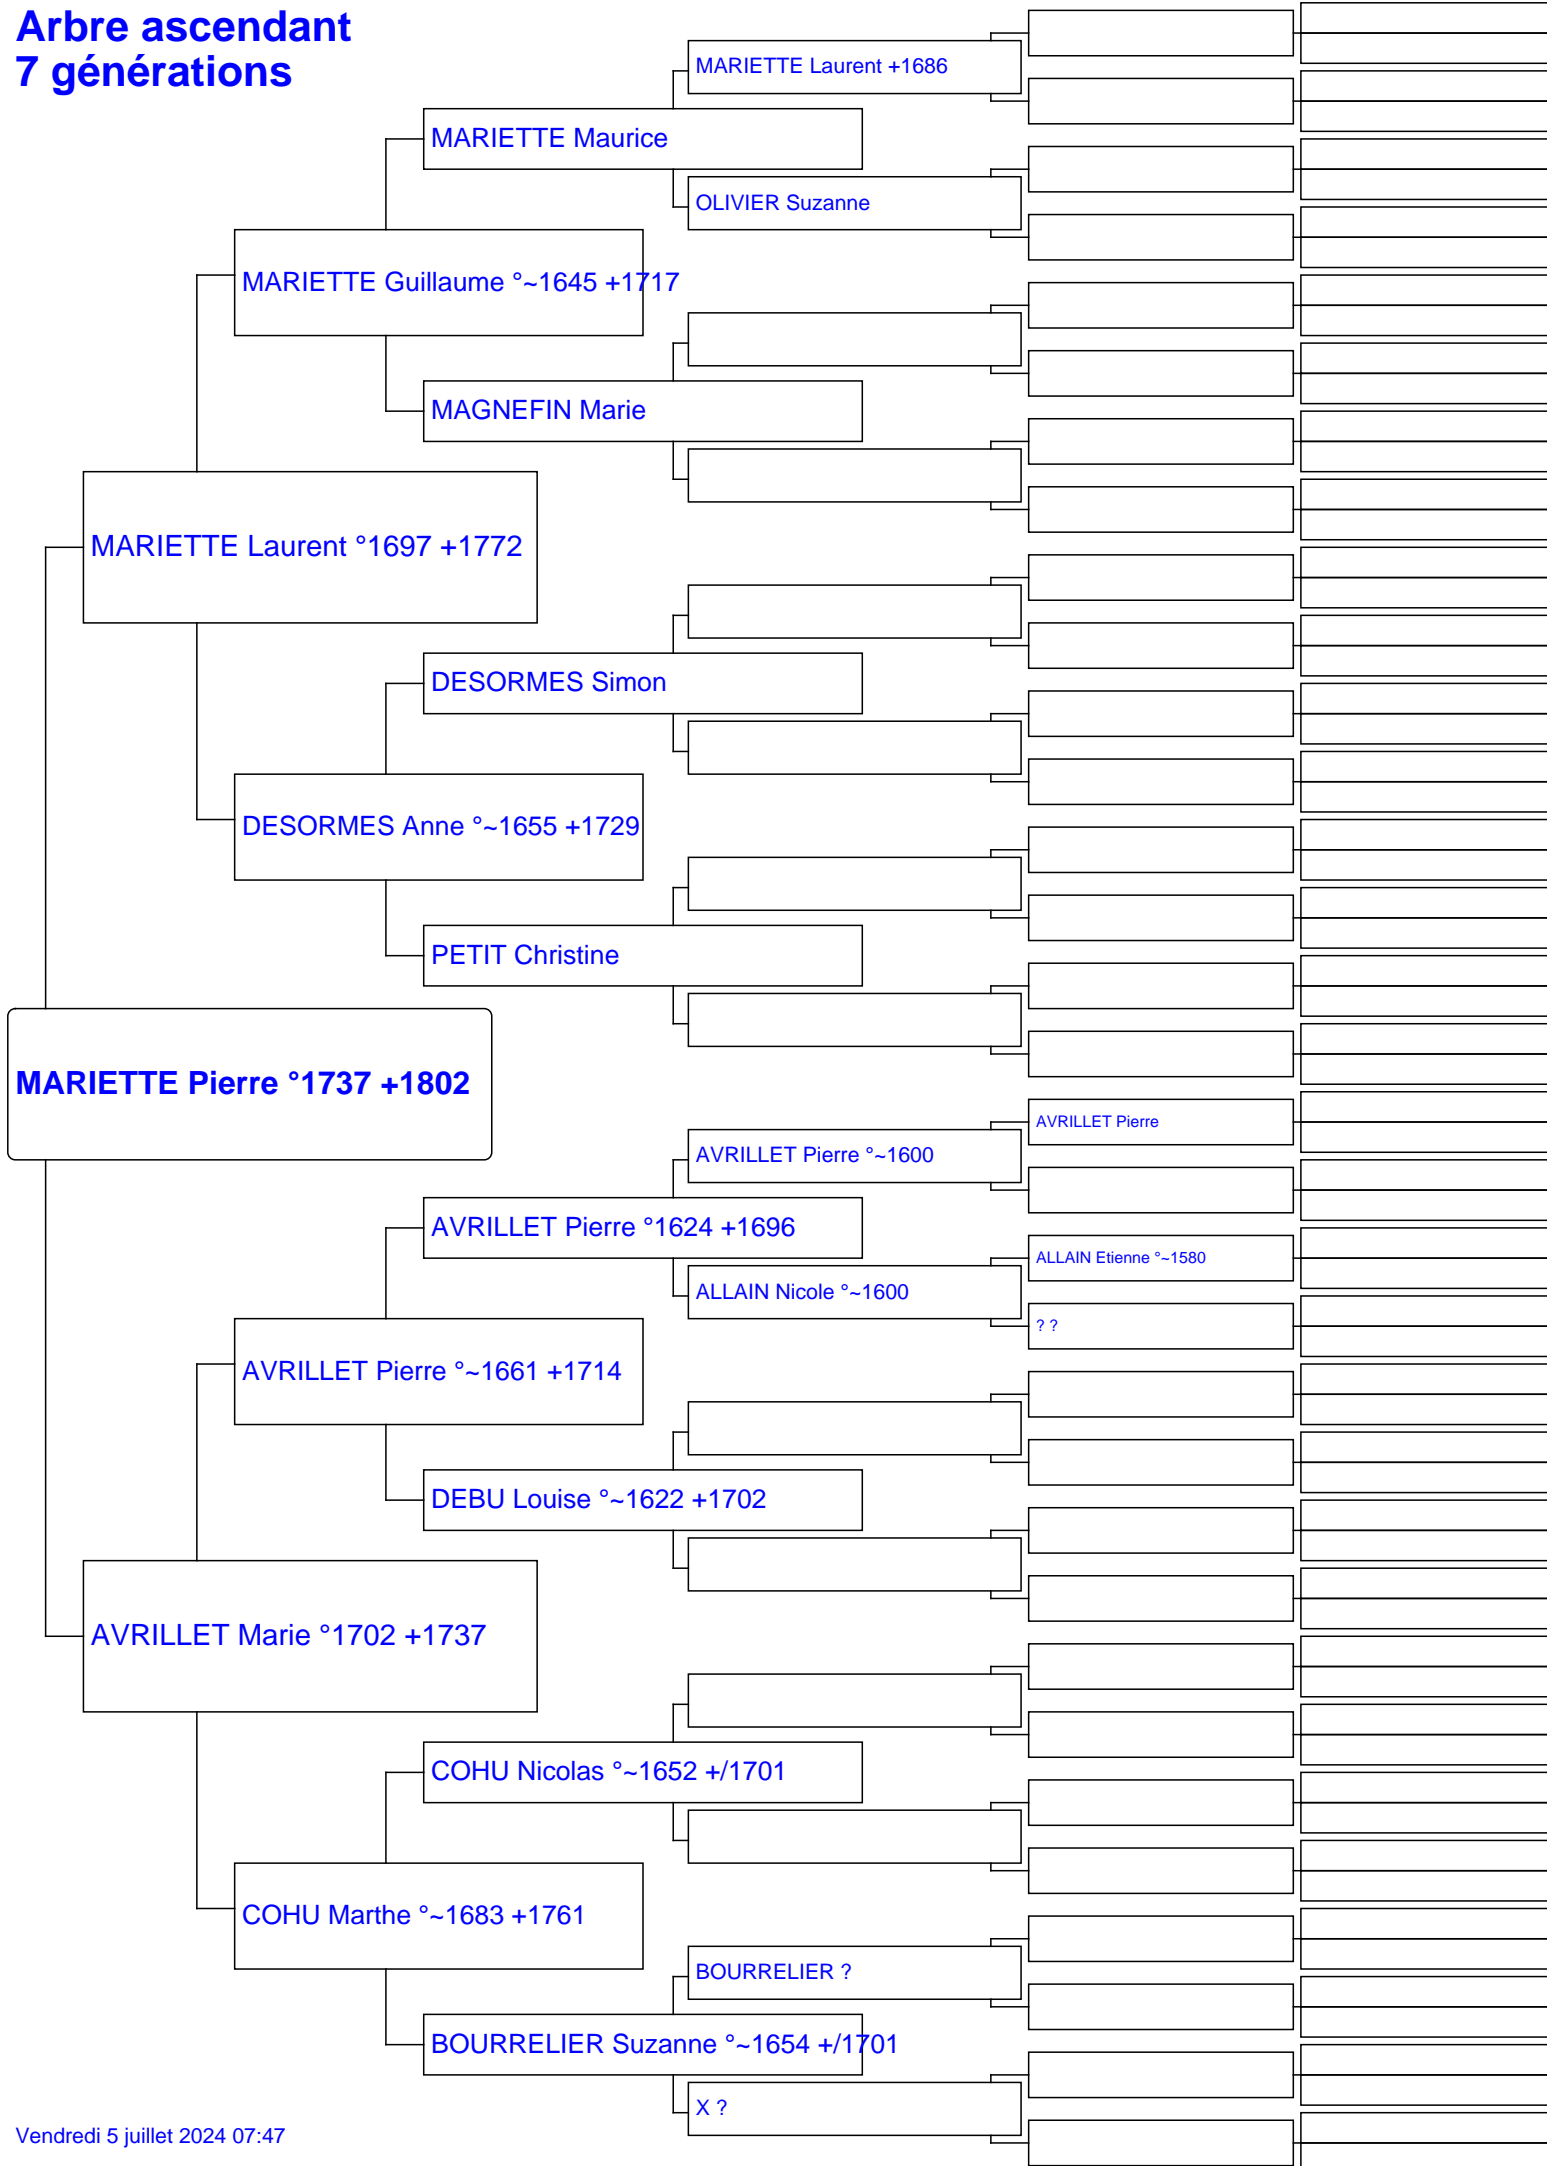 Arbre ascendant
7 générations
MARIETTE Laurent +1686
MARIETTE Maurice
OLIVIER Suzanne
MARIETTE Guillaume °~1645 +1717
MAGNEFIN Marie
MARIETTE Laurent °1697 +1772
DESORMES Simon
DESORMES Anne °~1655 +1729
PETIT Christine
MARIETTE Pierre °1737 +1802
AVRILLET Pierre
AVRILLET Pierre °~1600
AVRILLET Pierre °1624 +1696
ALLAIN Etienne °~1580
ALLAIN Nicole °~1600
? ?
AVRILLET Pierre °~1661 +1714
DEBU Louise °~1622 +1702
AVRILLET Marie °1702 +1737
COHU Nicolas °~1652 +/1701
COHU Marthe °~1683 +1761
BOURRELIER ?
BOURRELIER Suzanne °~1654 +/1701
X ?
Vendredi 5 juillet 2024 07:47